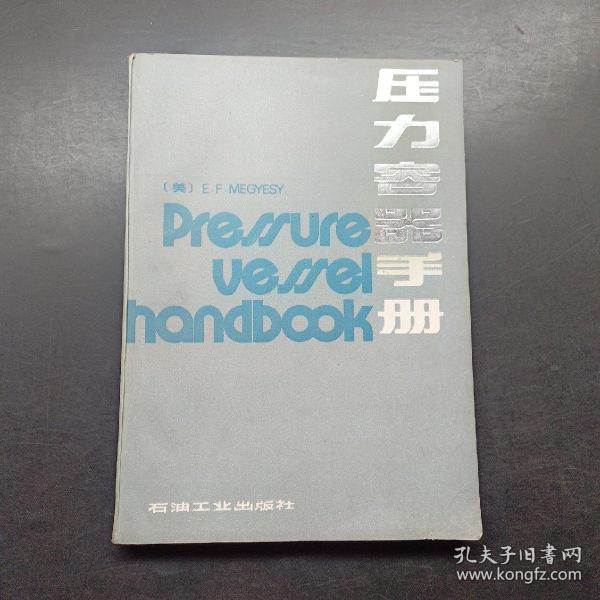 压力容器手册
〔美〕E.F.MEGYESY
Pressure
vessel
handbook
石油工业出版社
孔夫子旧書网
www.kongfz.com